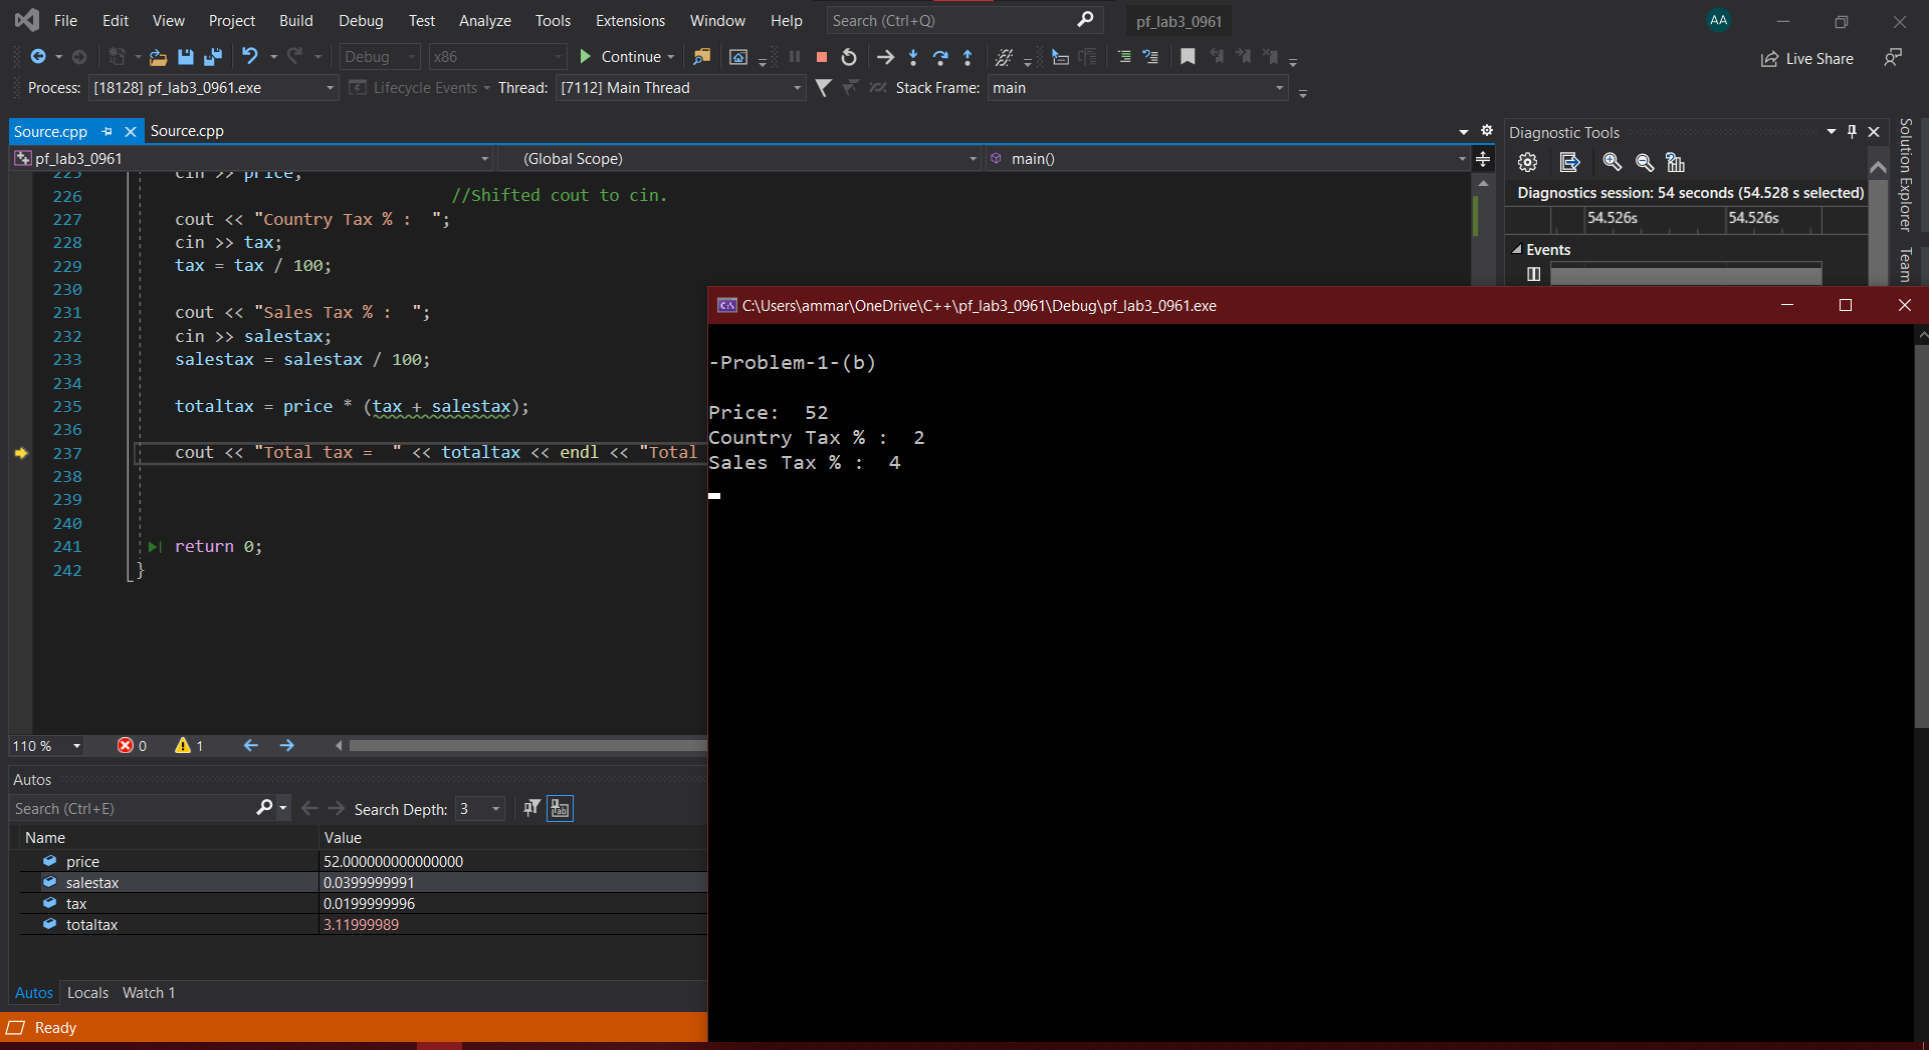 File Edit View Project Build Debug Test Analyze Tools Extensions Window Help Search (Ctrl+Q) pf_lab3_0961 AA
Debug x86 Continue Live Share
Process: [18128] pf_lab3_0961.exe Lifecycle Events Thread: [7112] Main Thread Stack Frame: main
Source.cpp Source.cpp
pf_lab3_0961 (Global Scope) main()
225 cin >> price;
226 //Shifted cout to cin.
227 cout << "Country Tax % :  ";
228 cin >> tax;
229 tax = tax / 100;
230
231 cout << "Sales Tax % :  ";
232 cin >> salestax;
233 salestax = salestax / 100;
234
235 totaltax = price * (tax + salestax);
236
237 cout << "Total tax =  " << totaltax << endl << "Total
238
239
240
241 return 0;
242 }
110 % 0 1
Autos
Search (Ctrl+E) Search Depth: 3
Name Value
price 52.000000000000000
salestax 0.0399999991
tax 0.0199999996
totaltax 3.11999989
Autos Locals Watch 1
Ready
Diagnostic Tools
Diagnostics session: 54 seconds (54.528 s selected)
54.526s 54.526s
Events
Solution Explorer
Team
C:\Users\ammar\OneDrive\C++\pf_lab3_0961\Debug\pf_lab3_0961.exe
-Problem-1-(b)
Price:  52
Country Tax % :  2
Sales Tax % :  4